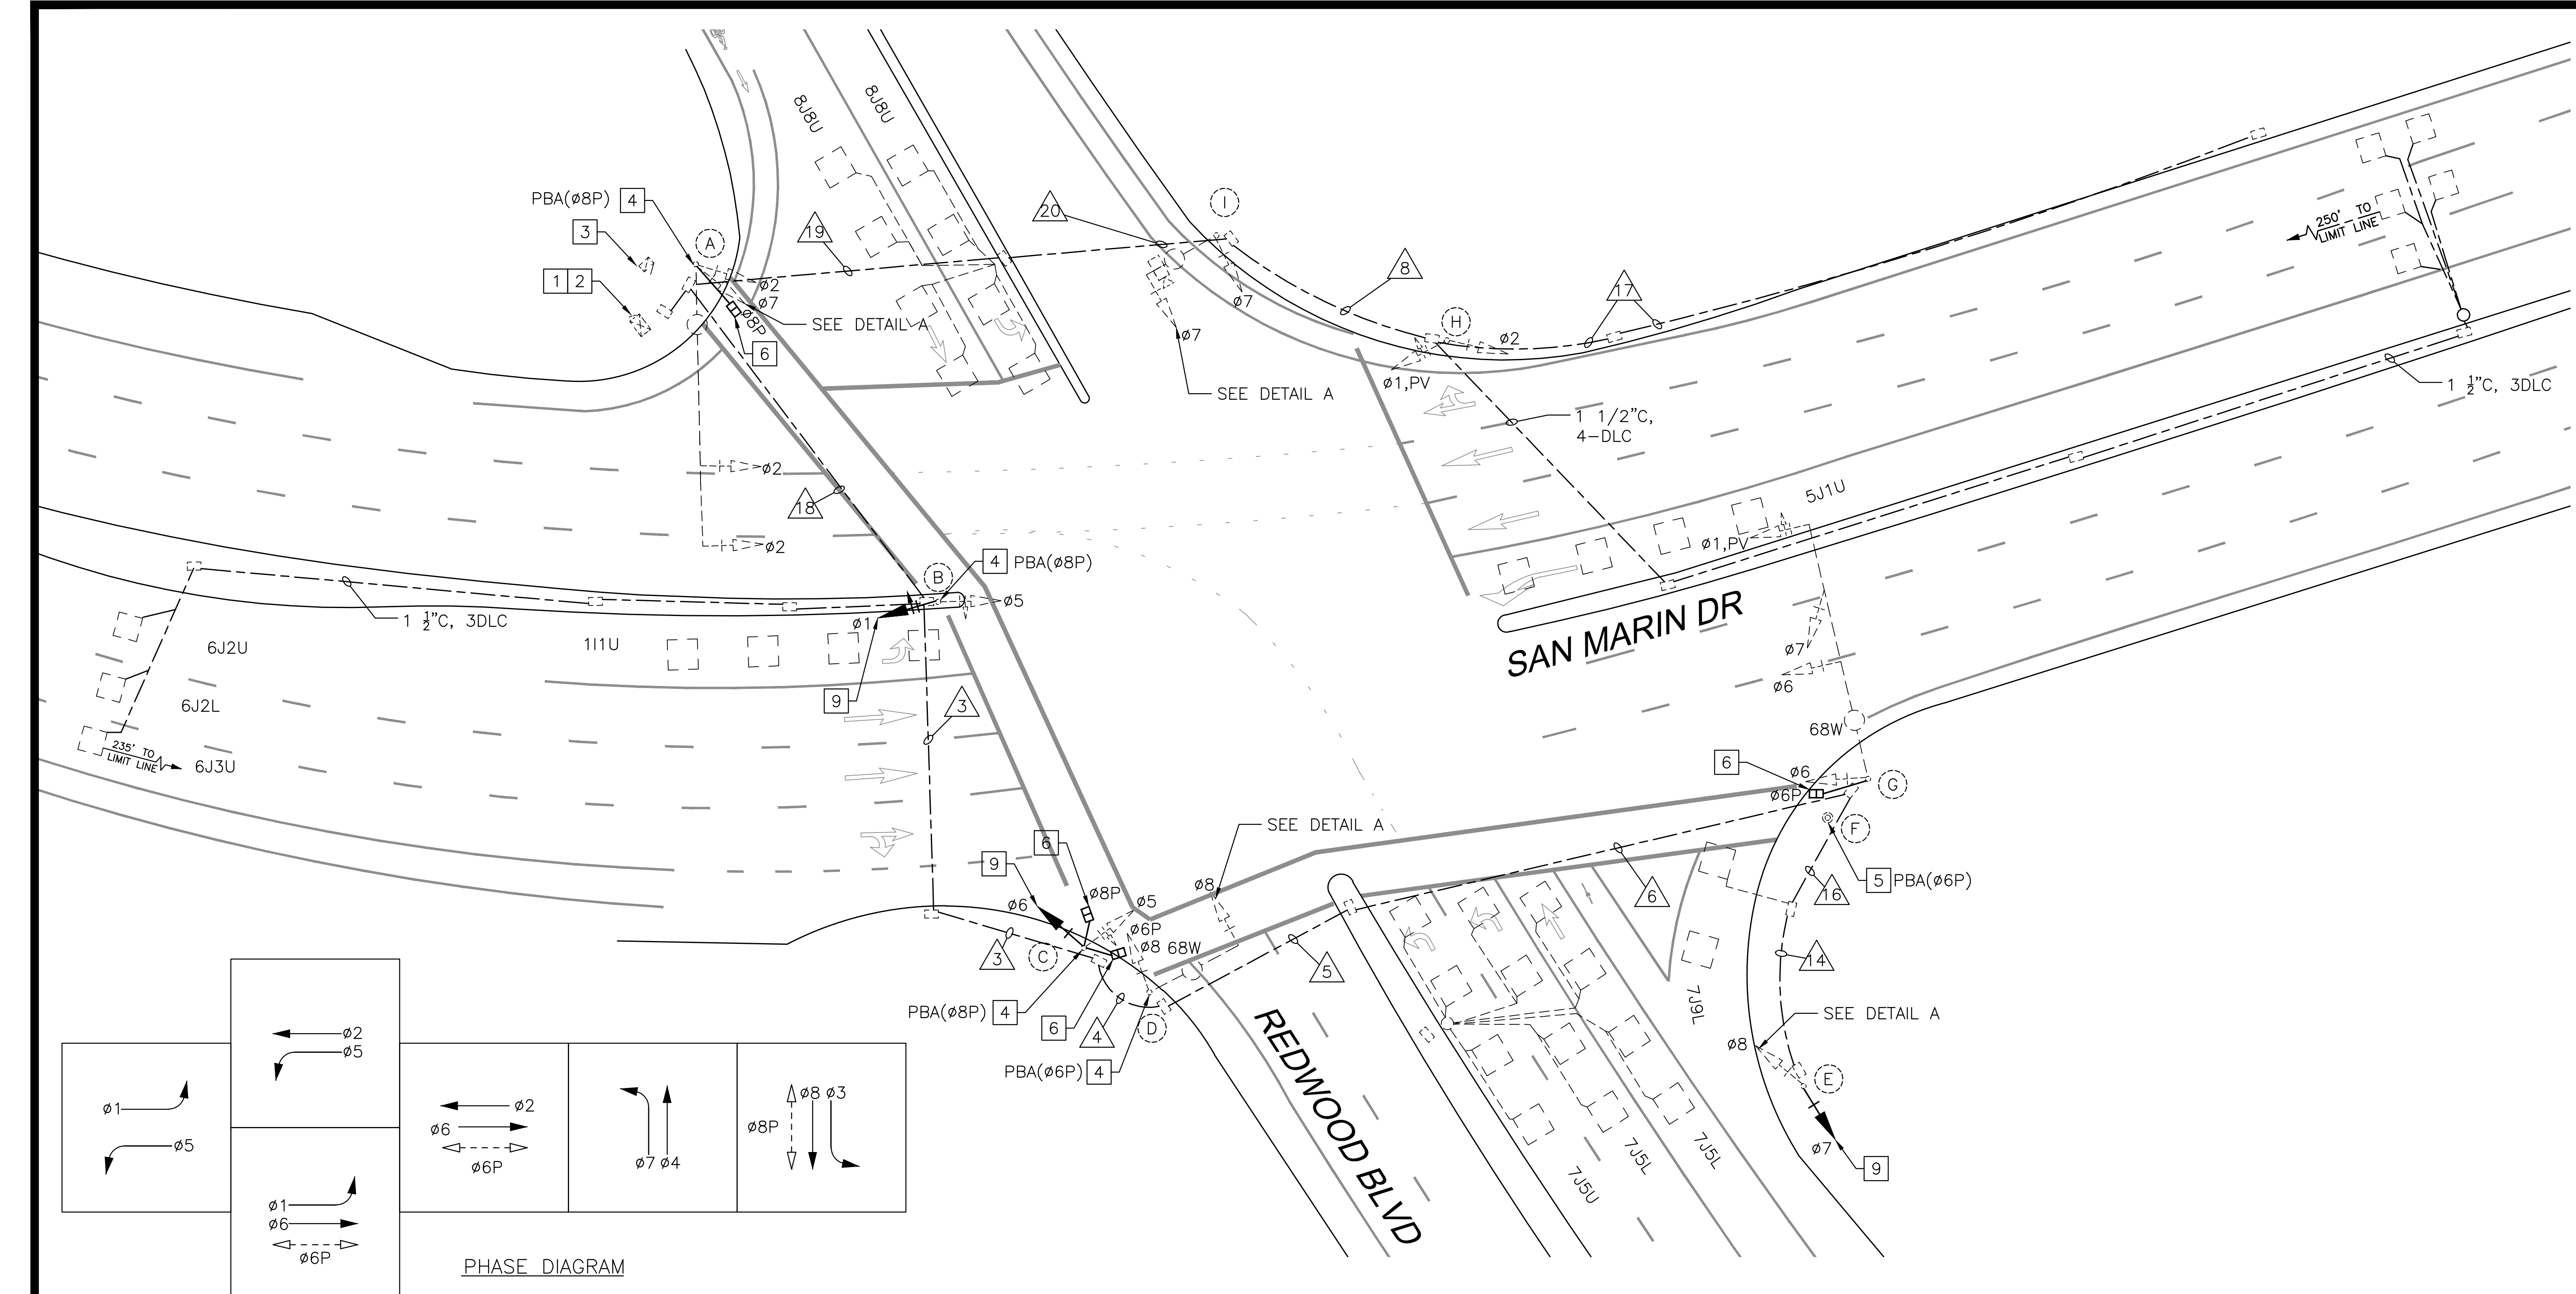 8J8U
8J8U
PBA(ø8P) 4
3
1 2
A
19
20
I
8
17
250' TO
LIMIT LINE
ø2
ø7
ø8P
SEE DETAIL A
6
ø7
ø7
SEE DETAIL A
H
ø2
ø1,PV
1 1/2"C,
4-DLC
1 ½"C, 3DLC
ø2
18
ø2
5J1U
ø1,PV
4 PBA(ø8P)
B
ø5
ø1
1 ½"C, 3DLC
6J2U
1I1U
6J2L
9
3
235' TO
LIMIT LINE
6J3U
SAN MARIN DR
ø7
ø6
68W
6
ø6
ø6P
G
F
5 PBA(ø6P)
16
6
SEE DETAIL A
6
9
ø6
ø8P
ø5
ø8
ø6P
ø8 68W
3
C
PBA(ø8P) 4
6
4
D
5
PBA(ø6P) 4
14
7J9L
SEE DETAIL A
ø8
E
ø7
9
REDWOOD BLVD
7J5U
7J5L
7J5L
ø2
ø5
ø1
ø5
ø2
ø6
ø6P
ø7 ø4
ø8 ø3
ø8P
ø1
ø6
ø6P
PHASE DIAGRAM